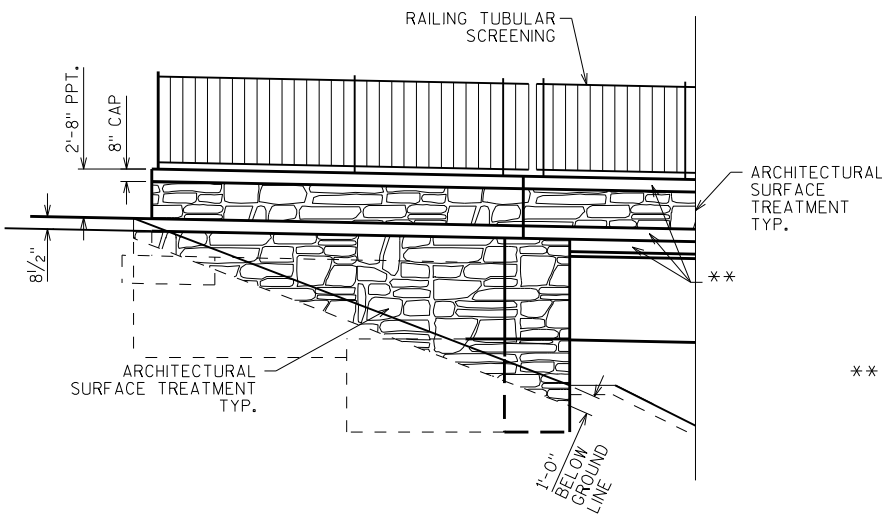 RAILING TUBULAR
SCREENING
2'-8" PPT.
8" CAP
ARCHITECTURAL
SURFACE
TREATMENT
TYP.
8½"
**
**
ARCHITECTURAL
SURFACE TREATMENT
TYP.
1'-0"
BELOW
GROUND
LINE